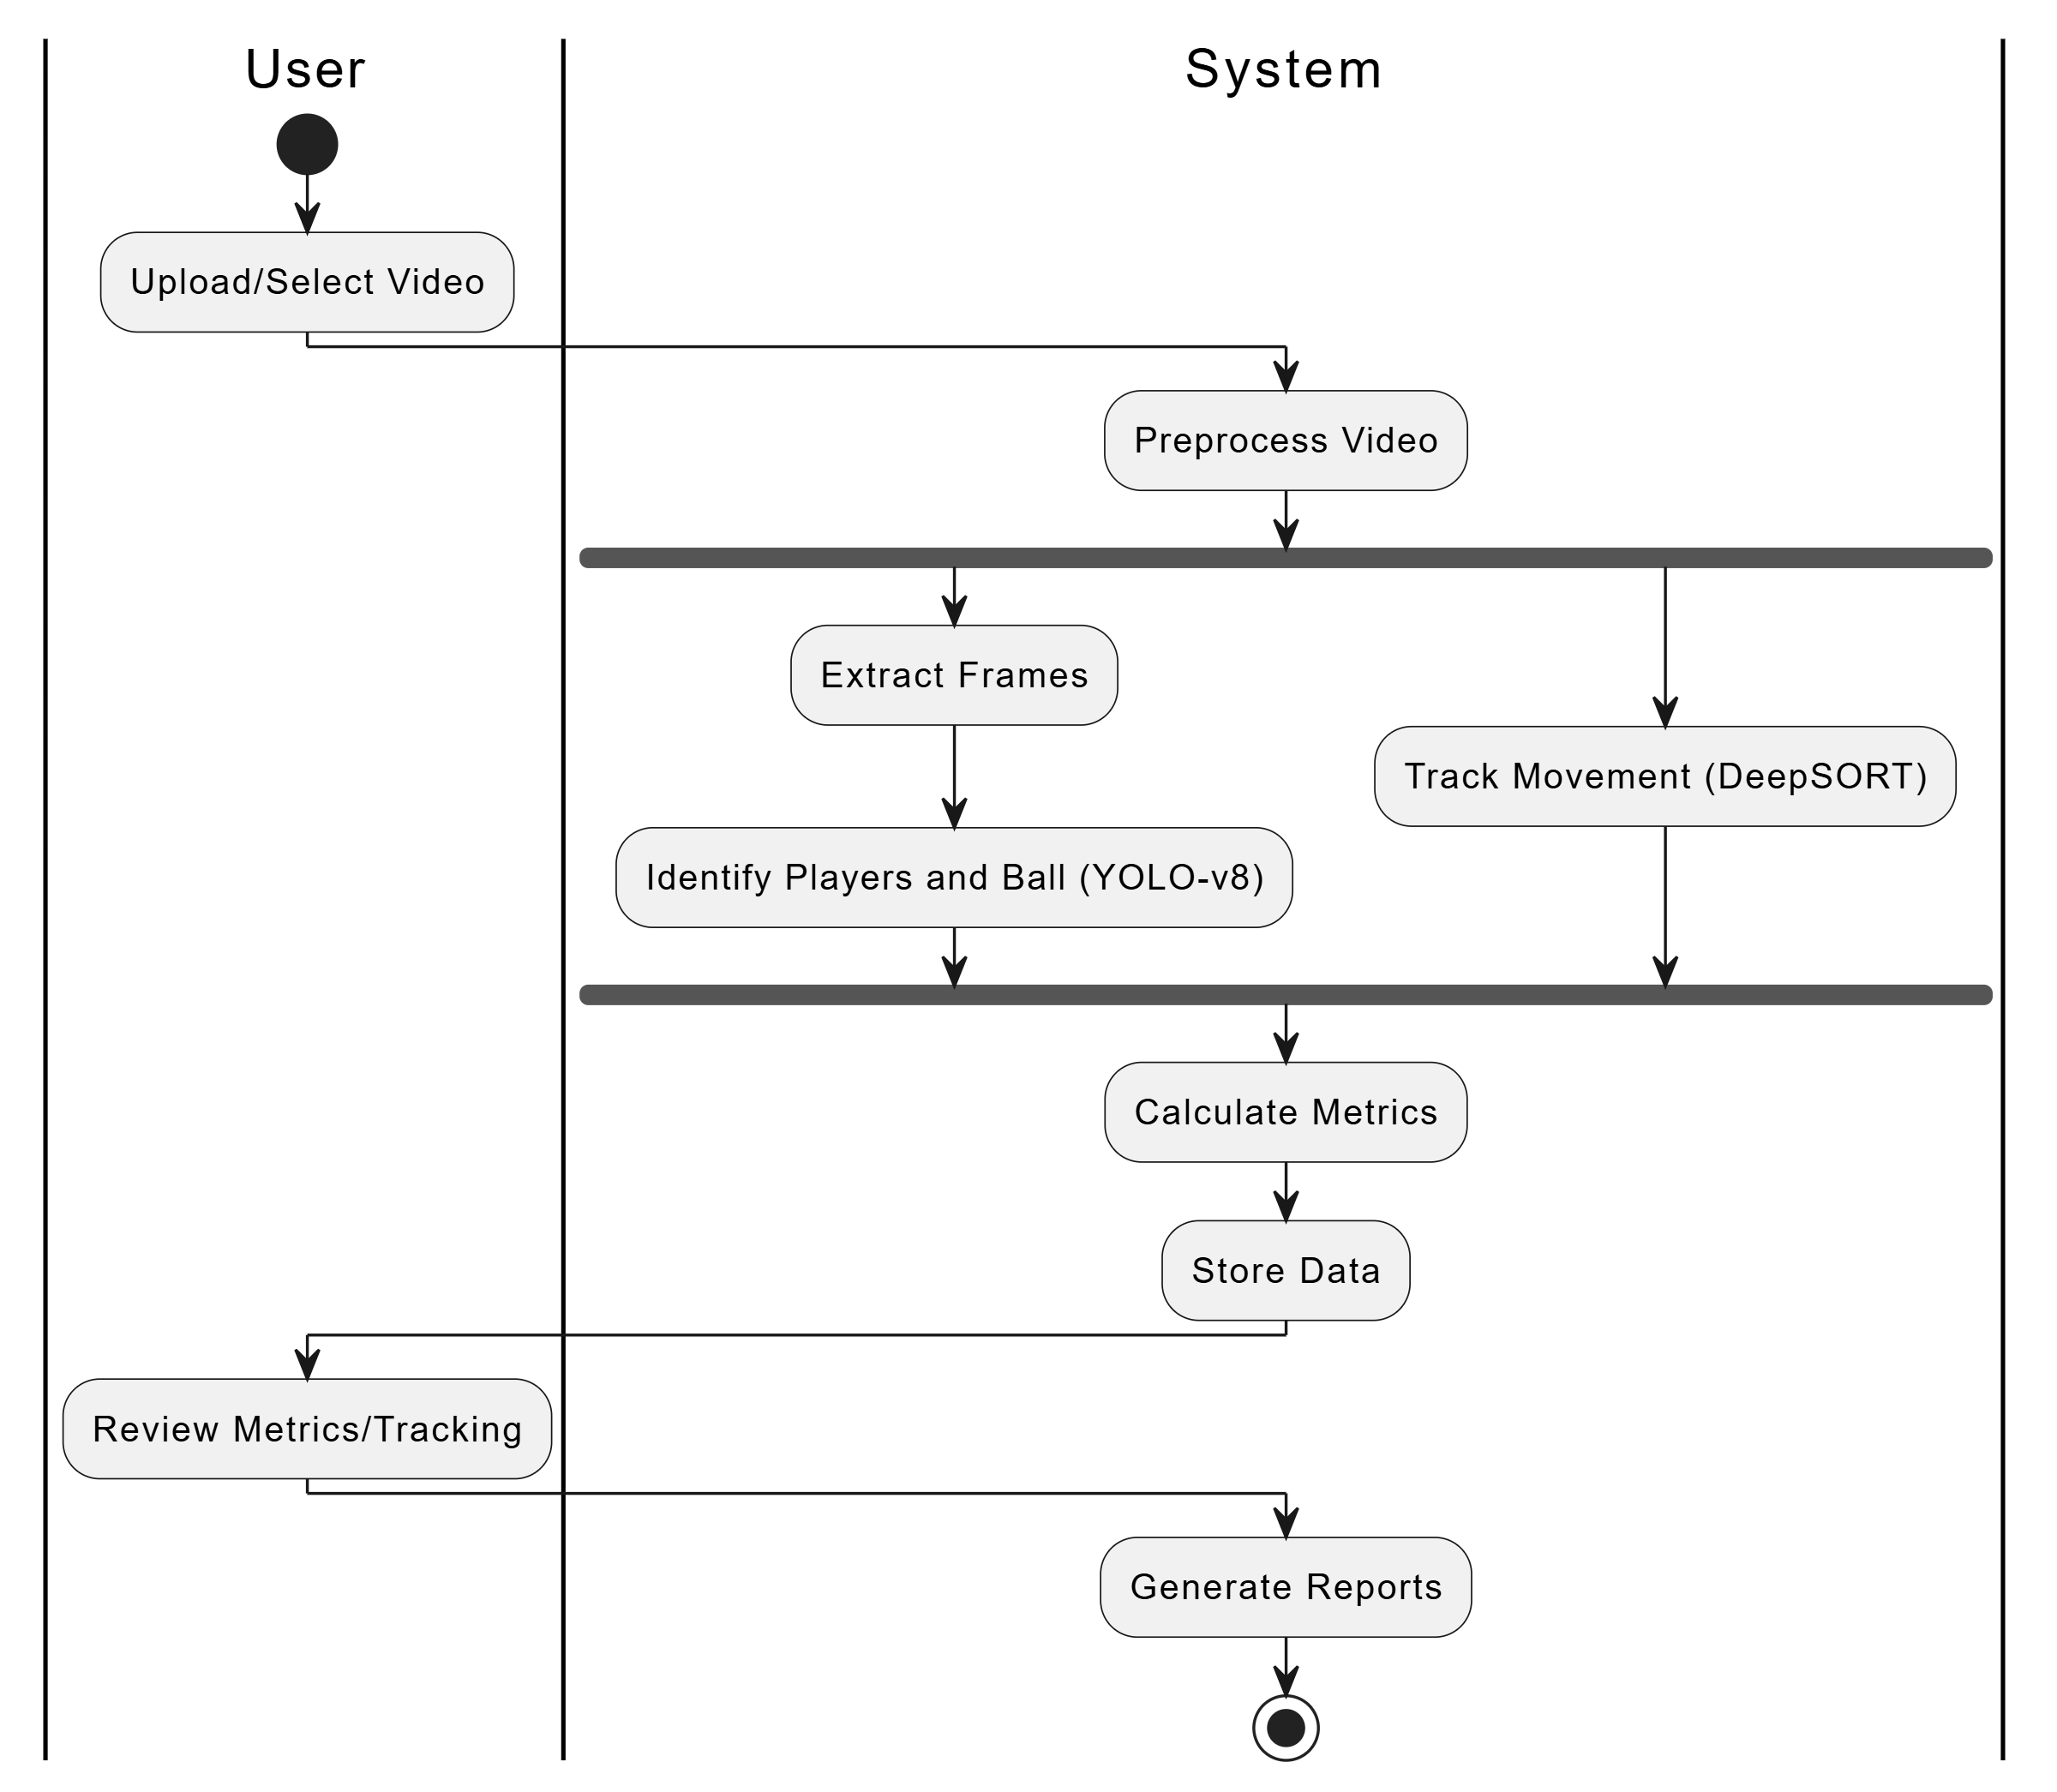 User
System
Upload/Select Video
Preprocess Video
Extract Frames
Track Movement (DeepSORT)
Identify Players and Ball (YOLO-v8)
Calculate Metrics
Store Data
Review Metrics/Tracking
Generate Reports